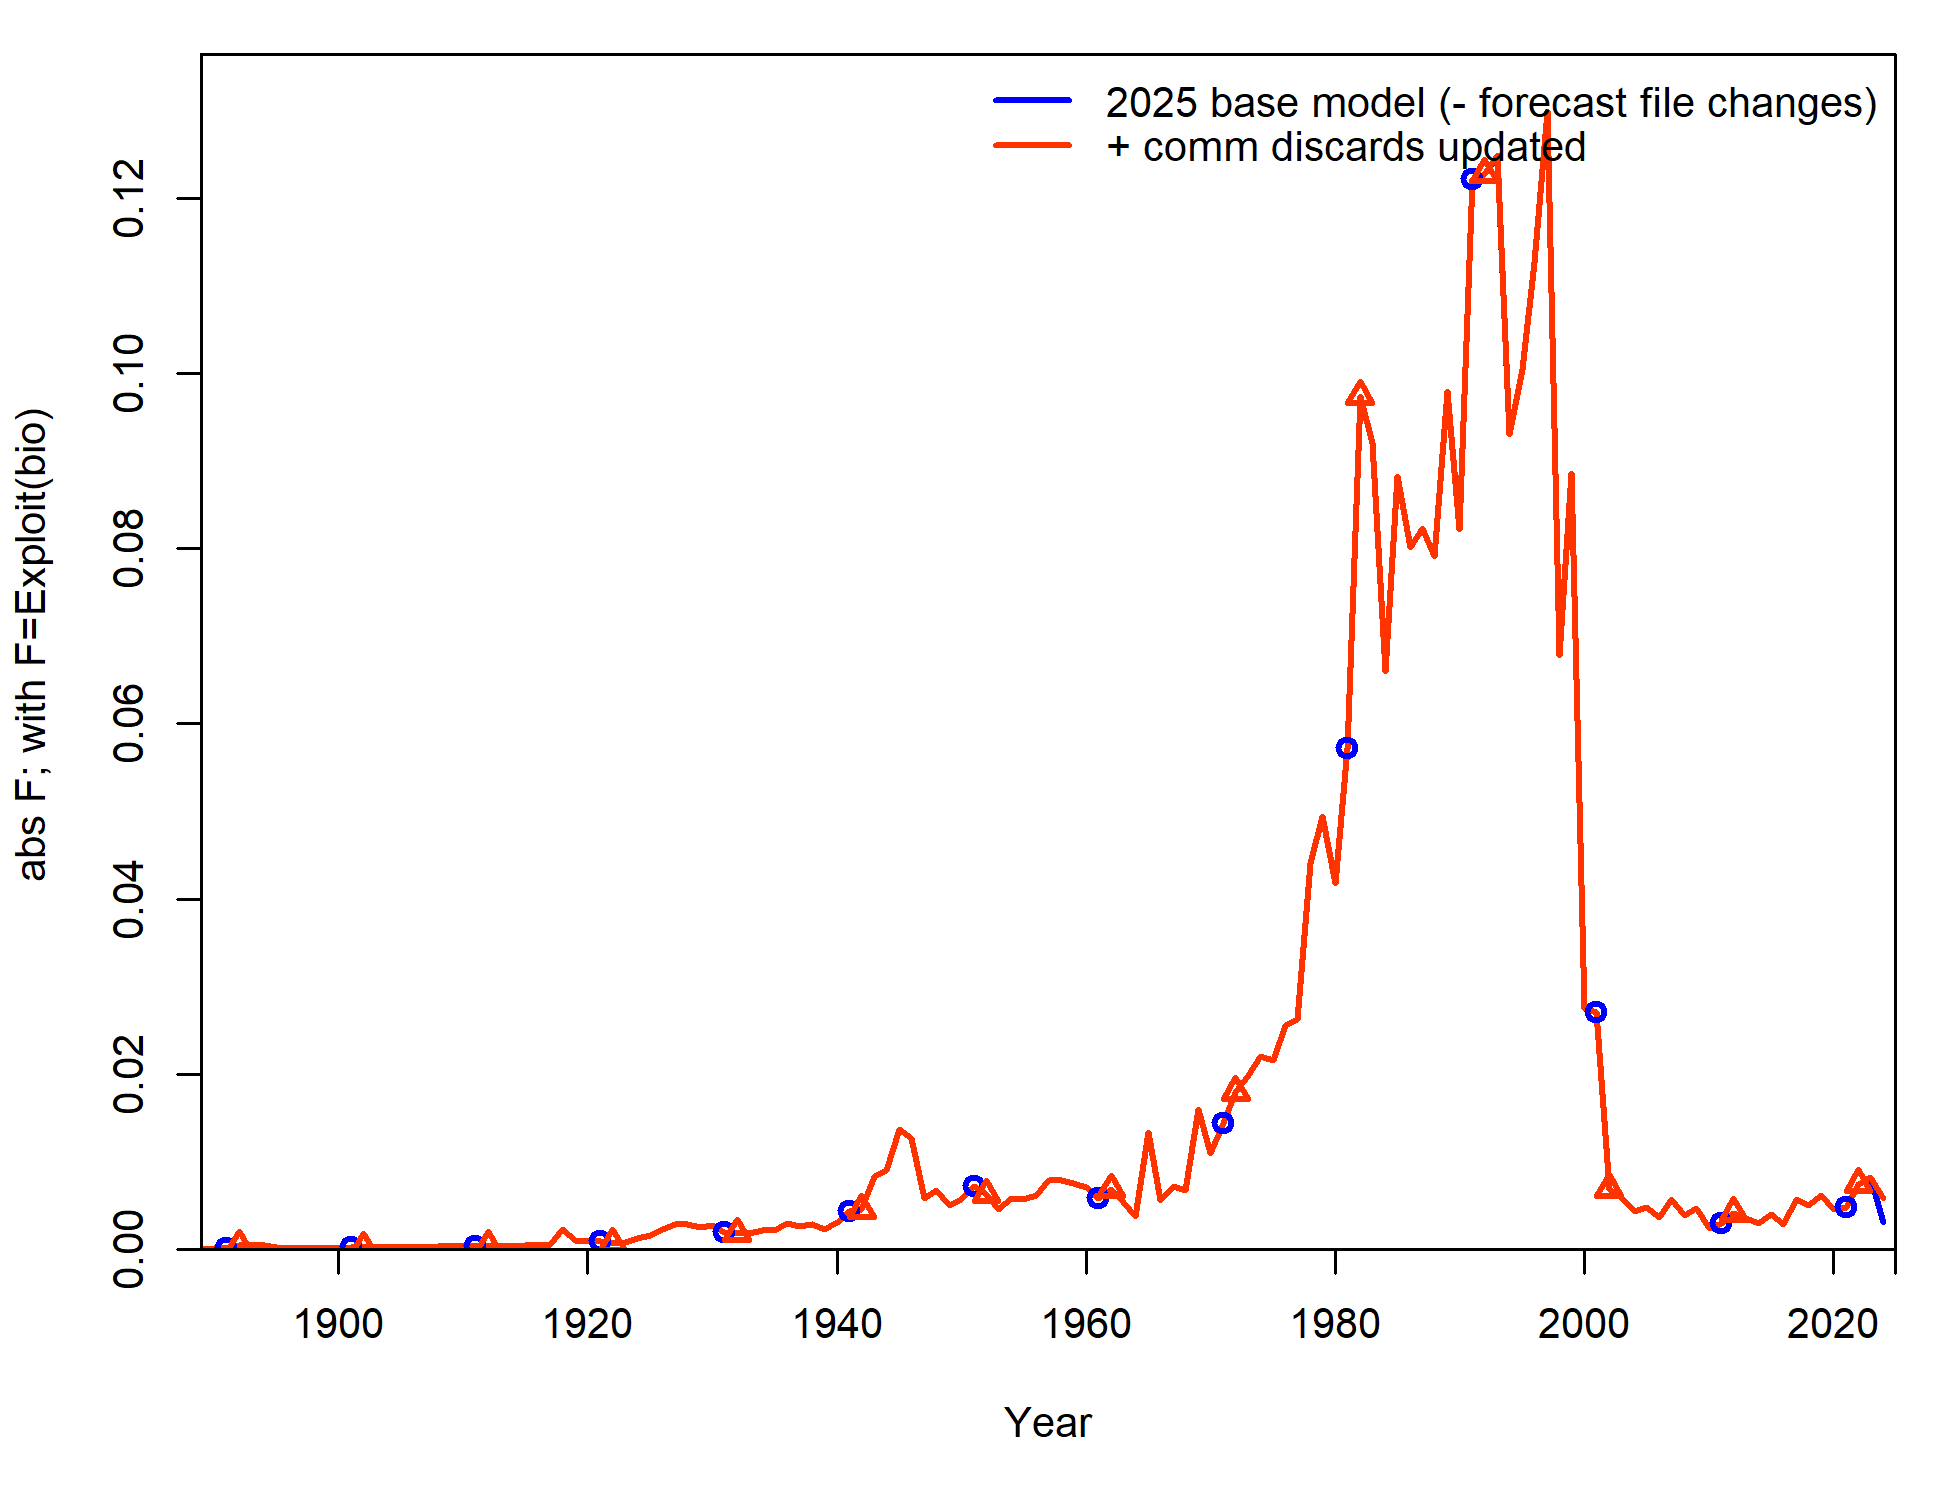 2025 base model (- forecast file changes)
+ comm discards updated
abs F; with F=Exploit(bio)
0.12
0.10
0.08
0.06
0.04
0.02
0.00
1900 1920 1940 1960 1980 2000 2020
Year